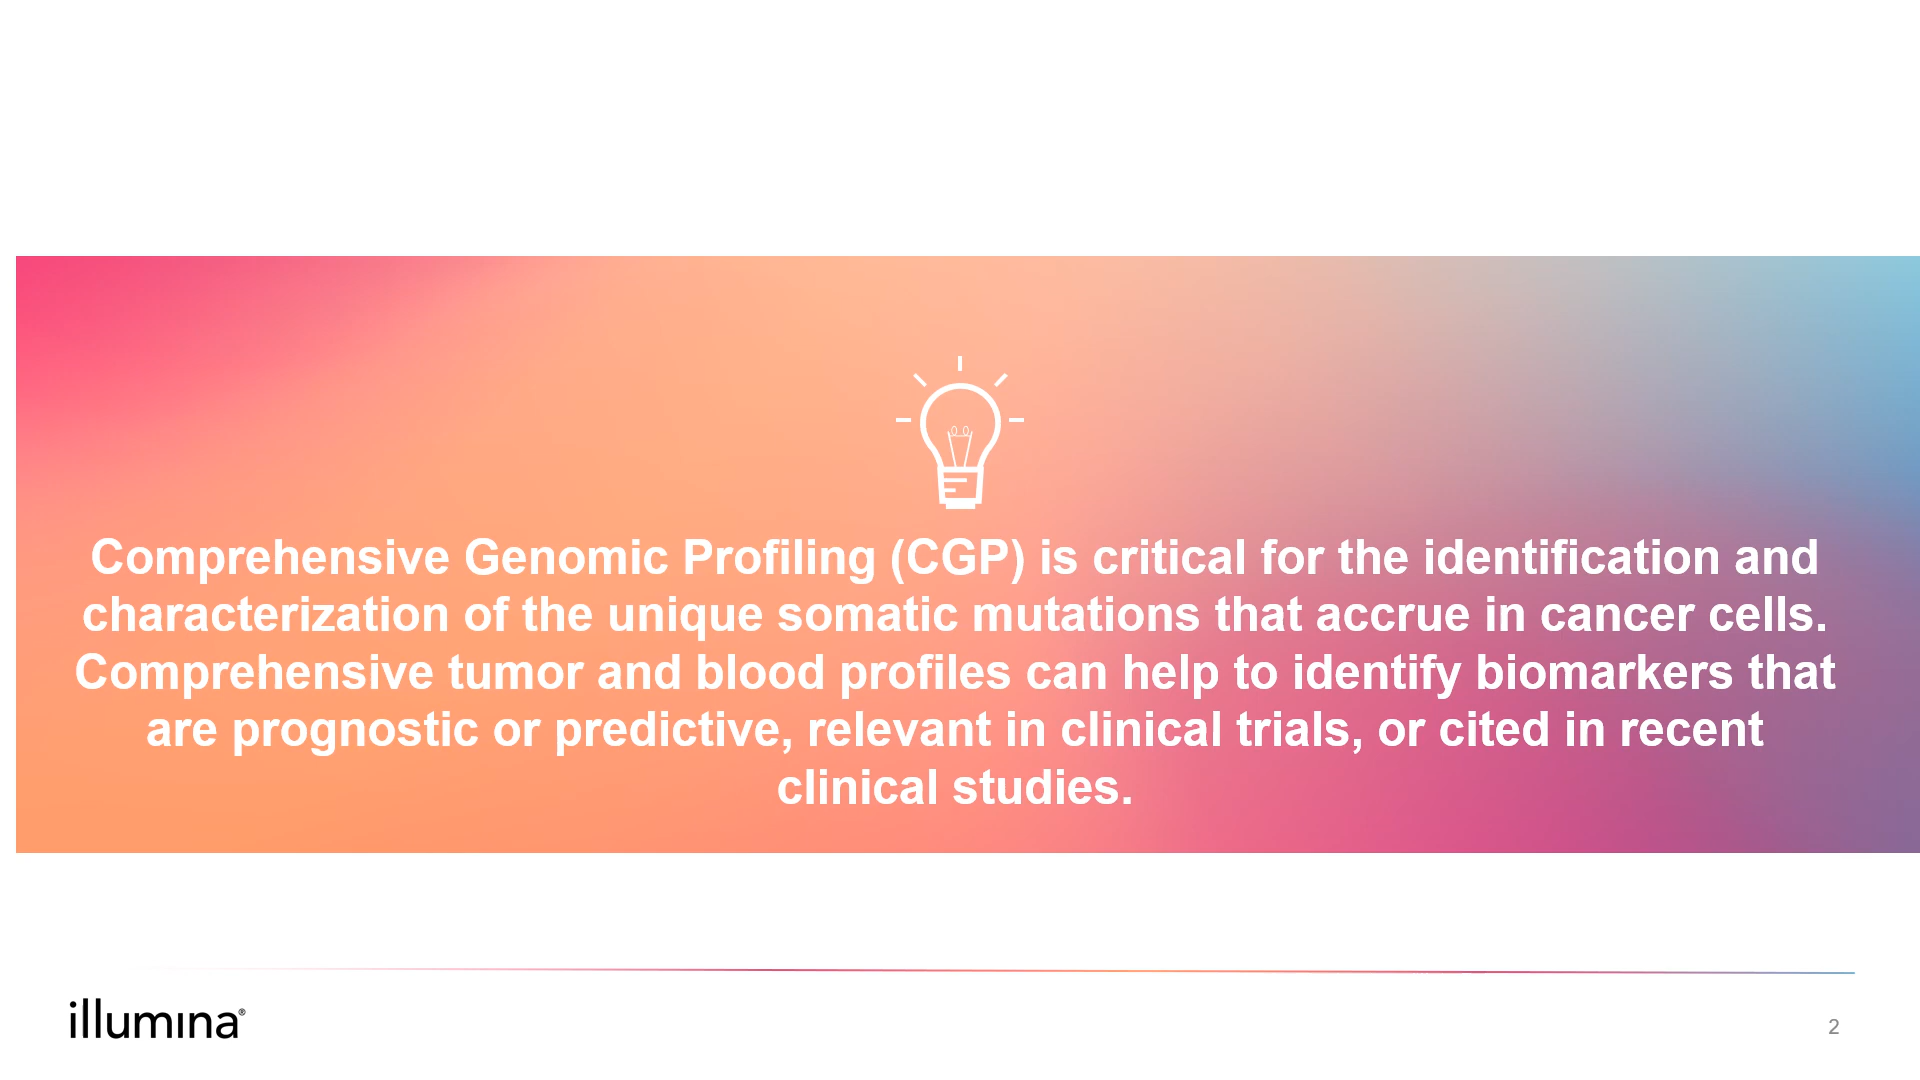 Comprehensive Genomic Profiling (CGP) is critical for the identification and
characterization of the unique somatic mutations that accrue in cancer cells.
Comprehensive tumor and blood profiles can help to identify biomarkers that
are prognostic or predictive, relevant in clinical trials, or cited in recent
clinical studies.
illumina®
2